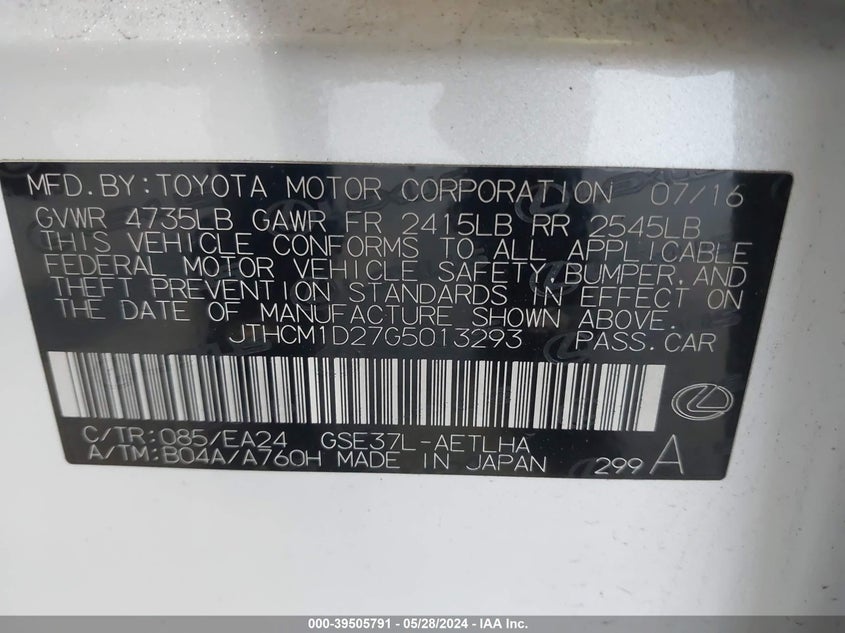 MFD.BY:TOYOTA MOTOR CORPORATION 07/16
GVWR 4735LB GAWR FR 2415LB RR 2545LB
THIS VEHICLE CONFORMS TO ALL APPLICABLE
FEDERAL MOTOR VEHICLE SAFETY,BUMPER,AND
THEFT PREVENTION STANDARDS IN EFFECT ON
THE DATE OF MANUFACTURE SHOWN ABOVE.
JTHCM1D27G5013293 PASS.CAR
C/TR:085/EA24 GSE37L-AETLHA
A/TM:B04A/A760H MADE IN JAPAN 299 A
000-39505791 - 05/28/2024 - IAA Inc.